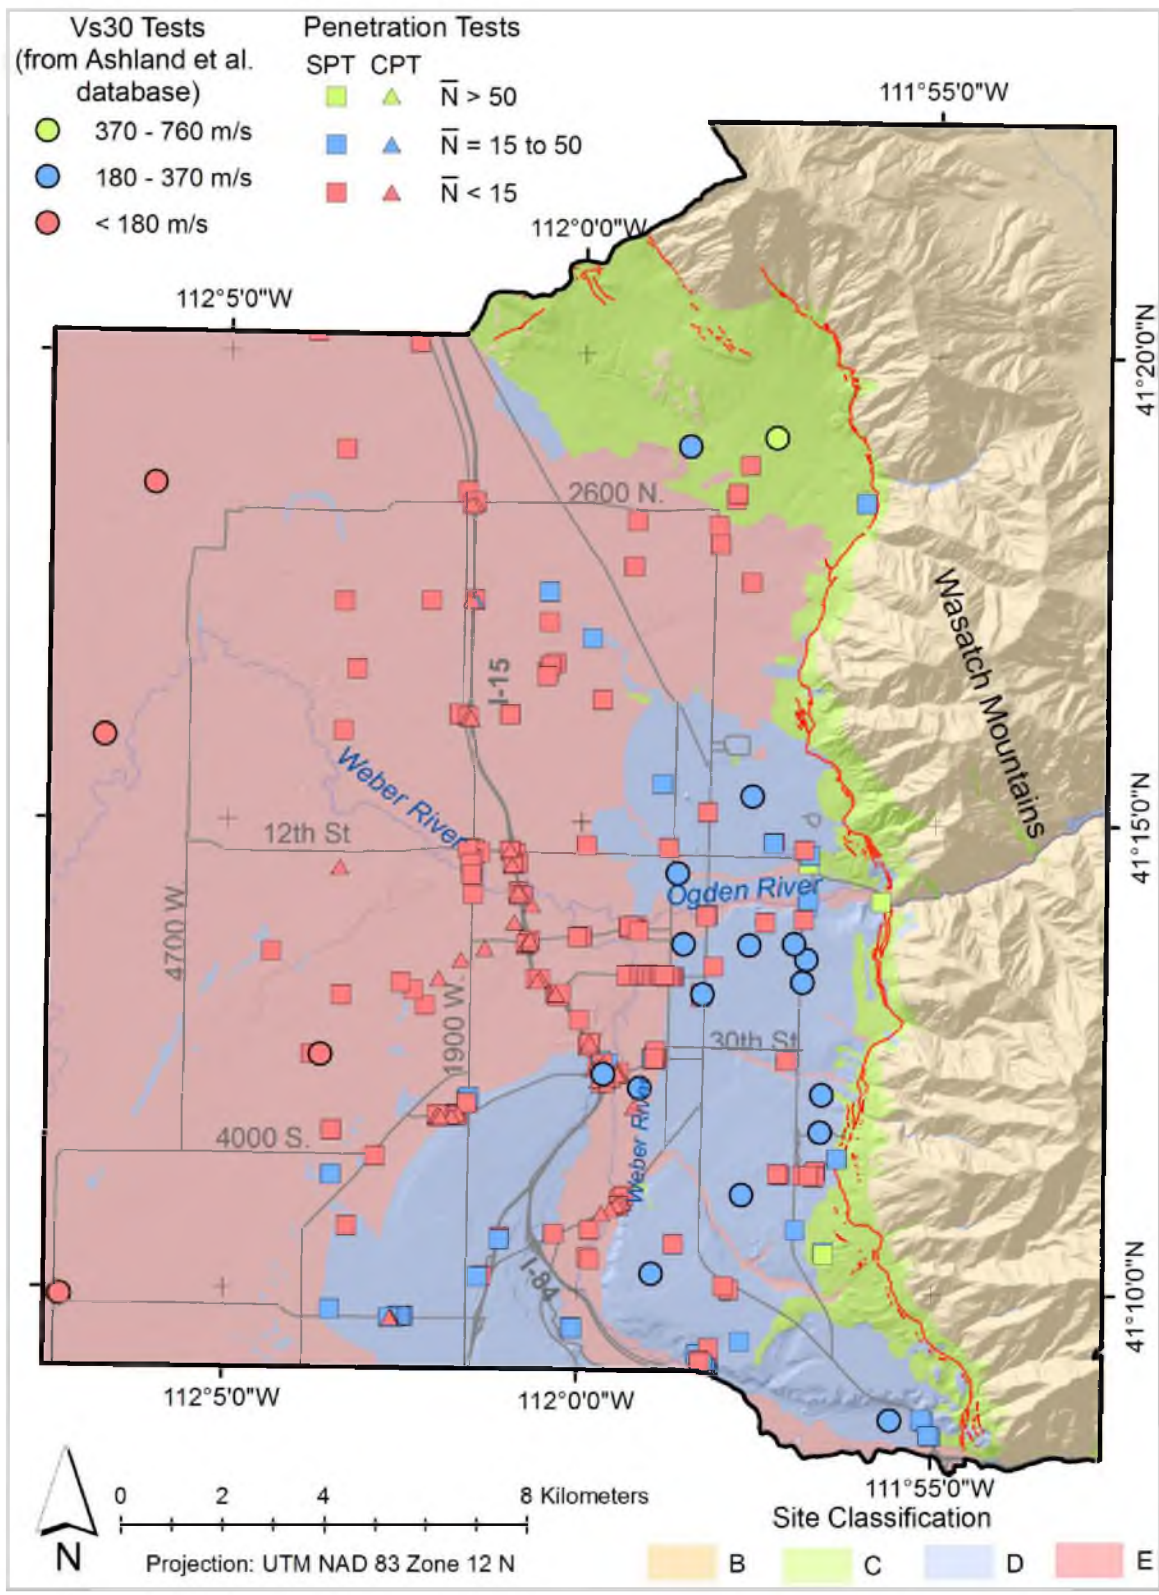 Vs30 Tests
(from Ashland et al.
database)
370 - 760 m/s
180 - 370 m/s
< 180 m/s
Penetration Tests
SPT CPT
N̅ > 50
N̅ = 15 to 50
N̅ < 15
111°55'0"W
112°0'0"W
112°5'0"W
41°20'0"N
2600 N.
Wasatch Mountains
I-15
Weber River
12th St
41°15'0"N
Ogden River
4700 W.
1900 W.
30th St
4000 S.
Weber River
I-84
41°10'0"N
112°5'0"W
112°0'0"W
111°55'0"W
N
0 2 4 8 Kilometers
Projection: UTM NAD 83 Zone 12 N
Site Classification
B C D E